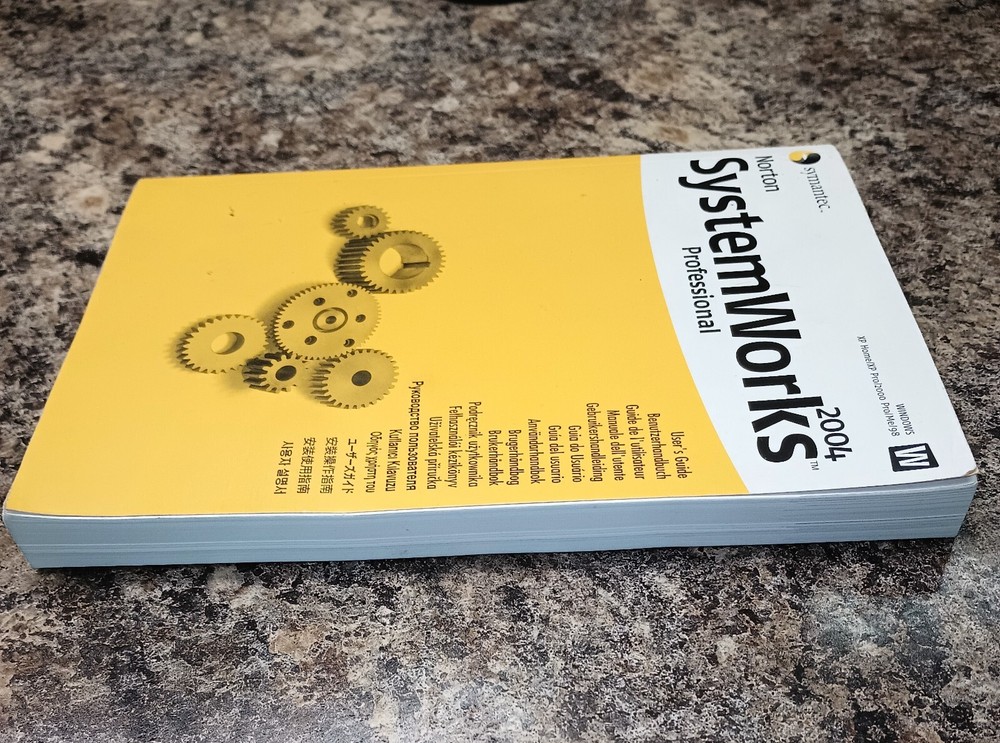 symantec.
WINDOWS
W
XP Home/XP Pro/2000 Pro/Me/98
Norton
SystemWorks™
2004
Professional
User's Guide
Benutzerhandbuch
Guide de l'utilisateur
Manuale dell'Utente
Gebruikershandleiding
Guia do Usuário
Guía del usuario
Användarhandbok
Brugerhåndbog
Brukerhåndbok
Podręcznik użytkownika
Felhasználói kézikönyv
Uživatelská příručka
Руководство пользователя
Kullanıcı Kılavuzu
Οδηγός χρήστη του
ユーザーズガイド
安裝操作指南
安装使用指南
사용자 설명서